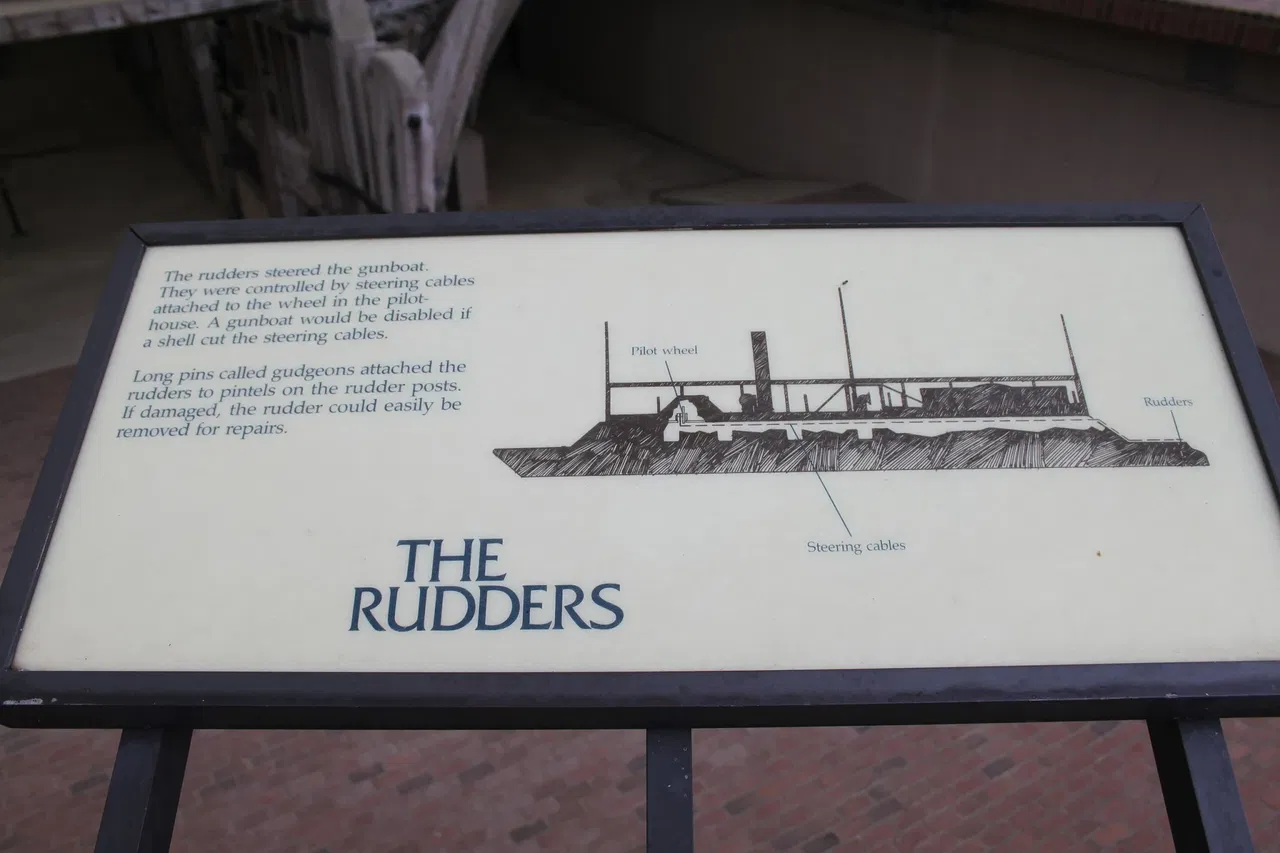 The rudders steered the gunboat.
They were controlled by steering cables
attached to the wheel in the pilot-
house. A gunboat would be disabled if
a shell cut the steering cables.
Long pins called gudgeons attached the
rudders to pintels on the rudder posts.
If damaged, the rudder could easily be
removed for repairs.
Pilot wheel
Rudders
Steering cables
THE
RUDDERS